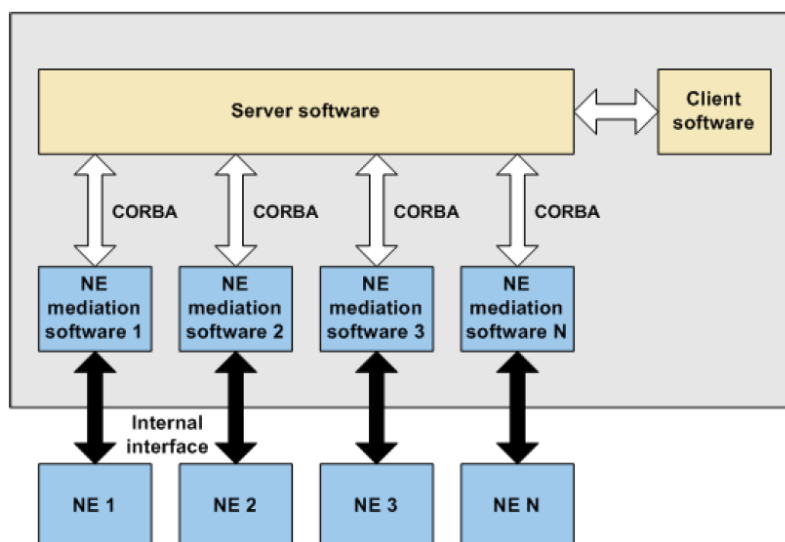 Server software
Client
software
CORBA
CORBA
CORBA
CORBA
NE
mediation
software 1
NE
mediation
software 2
NE
mediation
software 3
NE
mediation
software N
Internal
interface
NE 1
NE 2
NE 3
NE N